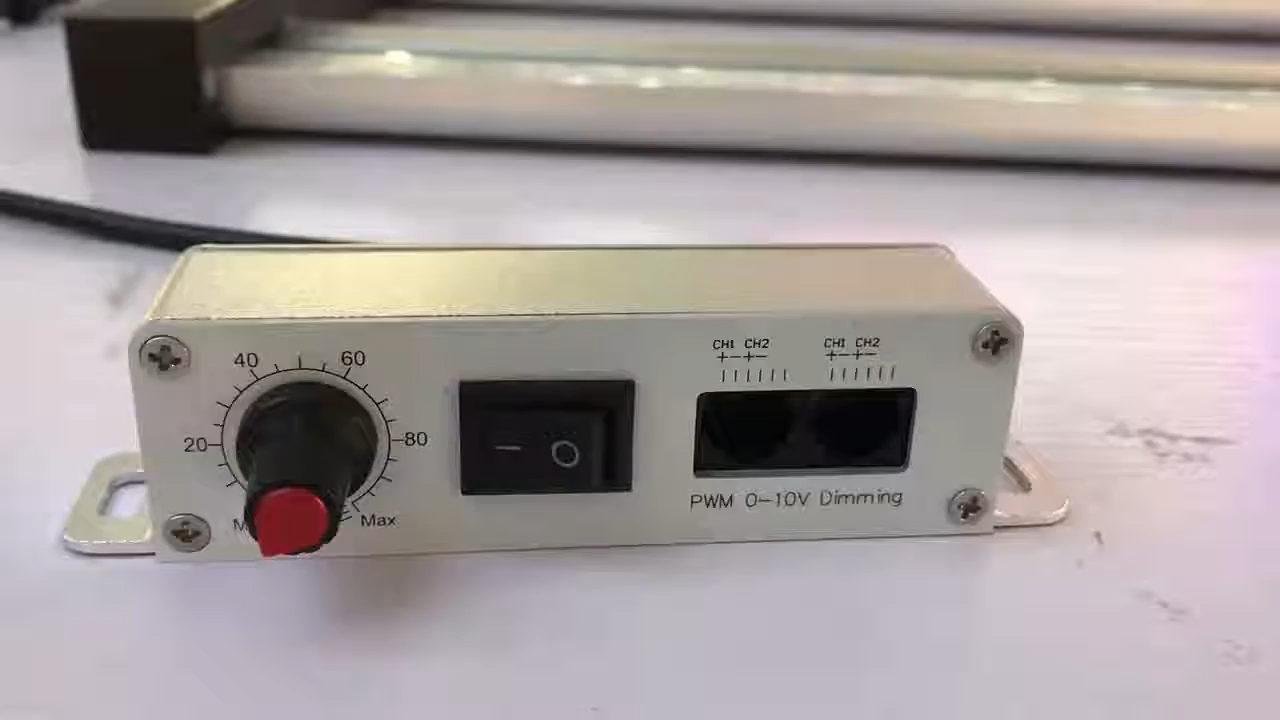 40 60
20 80
Max
— O
CH1 CH2 CH1 CH2
+−+− +−+−
PWM 0-10V Dimming